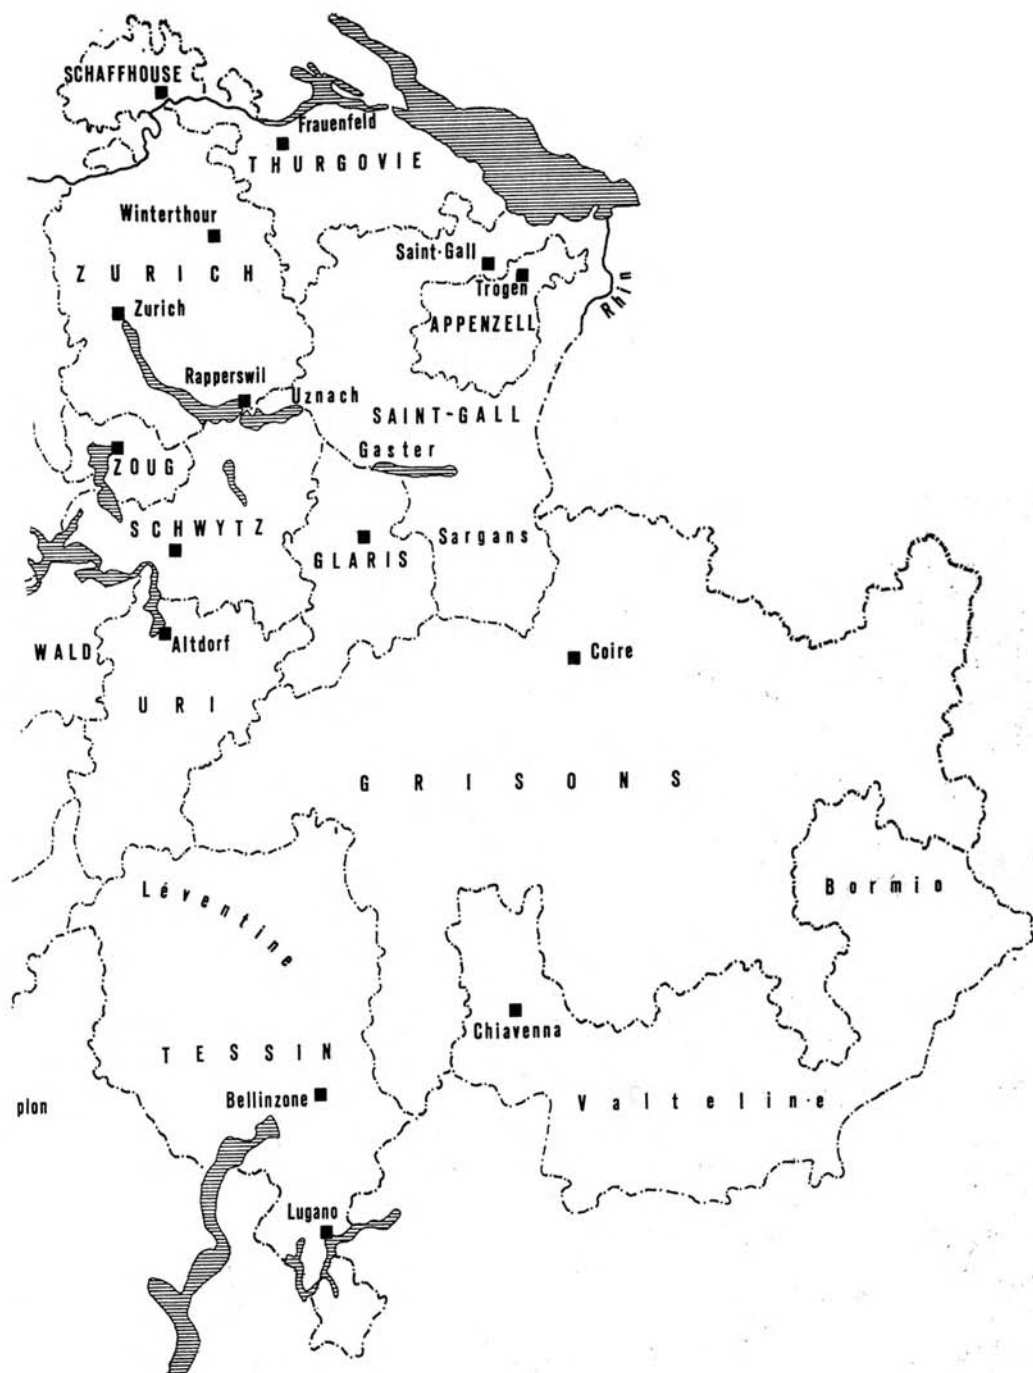 SCHAFFHOUSE
Frauenfeld
THURGOVIE
Winterthour
ZURICH
Saint-Gall
Trogen
Rhin
Zurich
APPENZELL
Rapperswil
Uznach
SAINT-GALL
Gaster
ZOUG
SCHWYTZ
Sargans
GLARIS
WALD
Altdorf
Coire
URI
GRISONS
Bormio
Léventine
Chiavenna
TESSIN
Bellinzone
Valteline
plon
Lugano